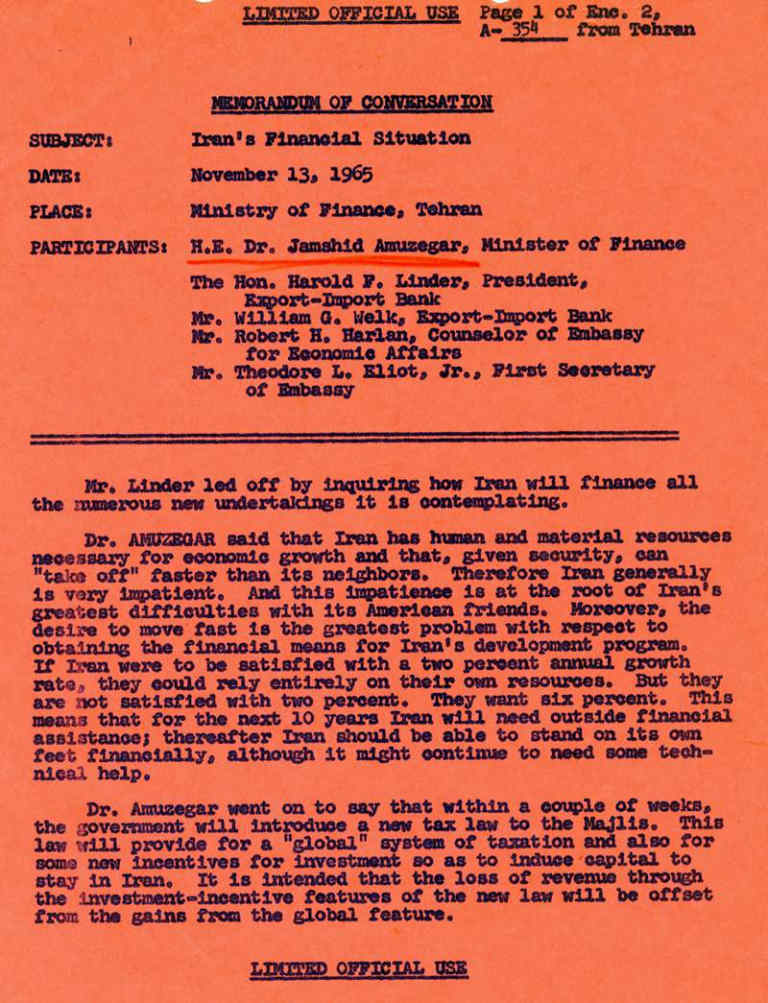 LIMITED OFFICIAL USE Page 1 of Enc. 2,
A- 354 from Tehran
MEMORANDUM OF CONVERSATION
SUBJECT: Iran's Financial Situation
DATE: November 13, 1965
PLACE: Ministry of Finance, Tehran
PARTICIPANTS: H.E. Dr. Jamshid Amuzegar, Minister of Finance
The Hon. Harold F. Linder, President,
Export-Import Bank
Mr. William G. Welk, Export-Import Bank
Mr. Robert H. Harlan, Counselor of Embassy
for Economic Affairs
Mr. Theodore L. Eliot, Jr., First Secretary
of Embassy
Mr. Linder led off by inquiring how Iran will finance all
the numerous new undertakings it is contemplating.
Dr. AMUZEGAR said that Iran has human and material resources
necessary for economic growth and that, given security, can
"take off" faster than its neighbors. Therefore Iran generally
is very impatient. And this impatience is at the root of Iran's
greatest difficulties with its American friends. Moreover, the
desire to move fast is the greatest problem with respect to
obtaining the financial means for Iran's development program.
If Iran were to be satisfied with a two percent annual growth
rate, they could rely entirely on their own resources. But they
are not satisfied with two percent. They want six percent. This
means that for the next 10 years Iran will need outside financial
assistance; thereafter Iran should be able to stand on its own
feet financially, although it might continue to need some tech-
nical help.
Dr. Amuzegar went on to say that within a couple of weeks,
the government will introduce a new tax law to the Majlis. This
law will provide for a "global" system of taxation and also for
some new incentives for investment so as to induce capital to
stay in Iran. It is intended that the loss of revenue through
the investment-incentive features of the new law will be offset
from the gains from the global feature.
LIMITED OFFICIAL USE